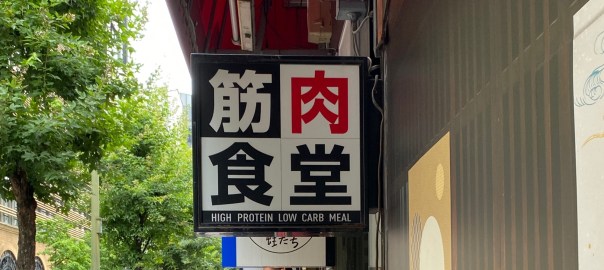 筋肉
食堂
HIGH PROTEIN LOW CARB MEAL